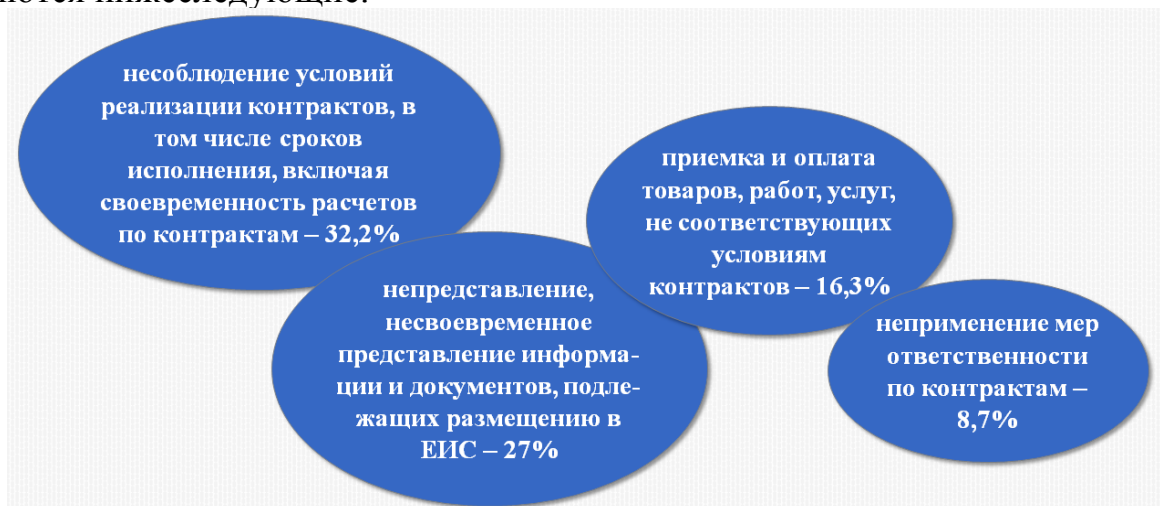 нижеследующие:
несоблюдение условий
реализации контрактов, в
том числе сроков
исполнения, включая
своевременность расчетов
по контрактам – 32,2%
непредставление,
несвоевременное
представление информа-
ции и документов, подле-
жащих размещению в
ЕИС – 27%
приемка и оплата
товаров, работ, услуг,
не соответствующих
условиям
контрактов – 16,3%
неприменение мер
ответственности
по контрактам –
8,7%